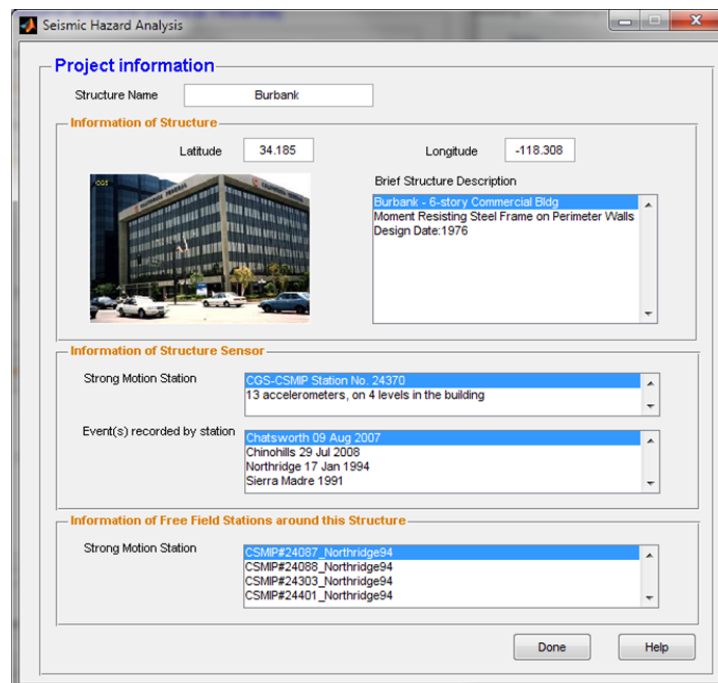 Seismic Hazard Analysis
Project information
Structure Name
Burbank
Information of Structure
Latitude
34.185
Longitude
-118.308
CGS
Brief Structure Description
Burbank - 6-story Commercial Bldg
Moment Resisting Steel Frame on Perimeter Walls
Design Date:1976
Information of Structure Sensor
Strong Motion Station
CGS-CSMIP Station No. 24370
13 accelerometers, on 4 levels in the building
Event(s) recorded by station
Chatsworth 09 Aug 2007
Chinohills 29 Jul 2008
Northridge 17 Jan 1994
Sierra Madre 1991
Information of Free Field Stations around this Structure
Strong Motion Station
CSMIP#24087_Northridge94
CSMIP#24088_Northridge94
CSMIP#24303_Northridge94
CSMIP#24401_Northridge94
Done
Help